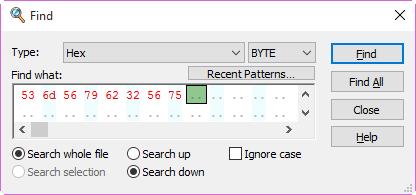 Find
Type: Hex BYTE Find
Find what: Recent Patterns... Find All
53 6d 56 79 62 32 56 75 .. .. .. .. ..
.. .. .. .. .. .. .. .. .. .. .. .. ..
Close
Help
Search whole file Search up Ignore case
Search selection Search down